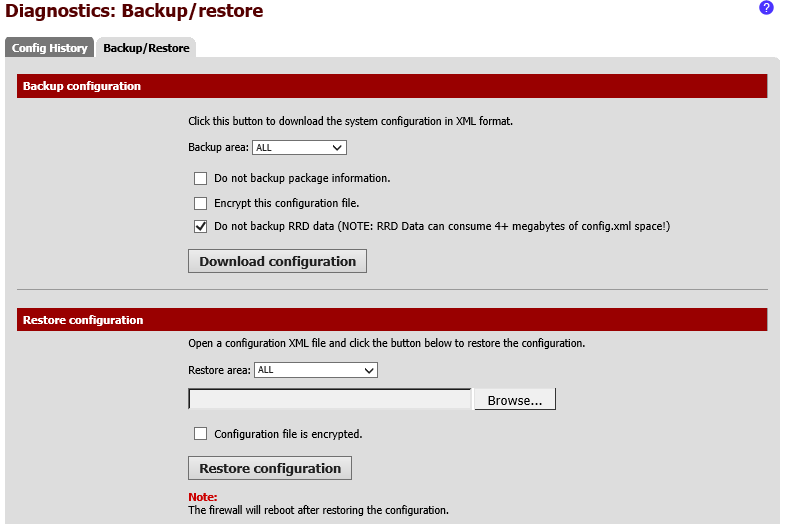 Diagnostics: Backup/restore
?
Config History
Backup/Restore
Backup configuration
Click this button to download the system configuration in XML format.
Backup area: ALL
Do not backup package information.
Encrypt this configuration file.
Do not backup RRD data (NOTE: RRD Data can consume 4+ megabytes of config.xml space!)
Download configuration
Restore configuration
Open a configuration XML file and click the button below to restore the configuration.
Restore area: ALL
Browse...
Configuration file is encrypted.
Restore configuration
Note:
The firewall will reboot after restoring the configuration.